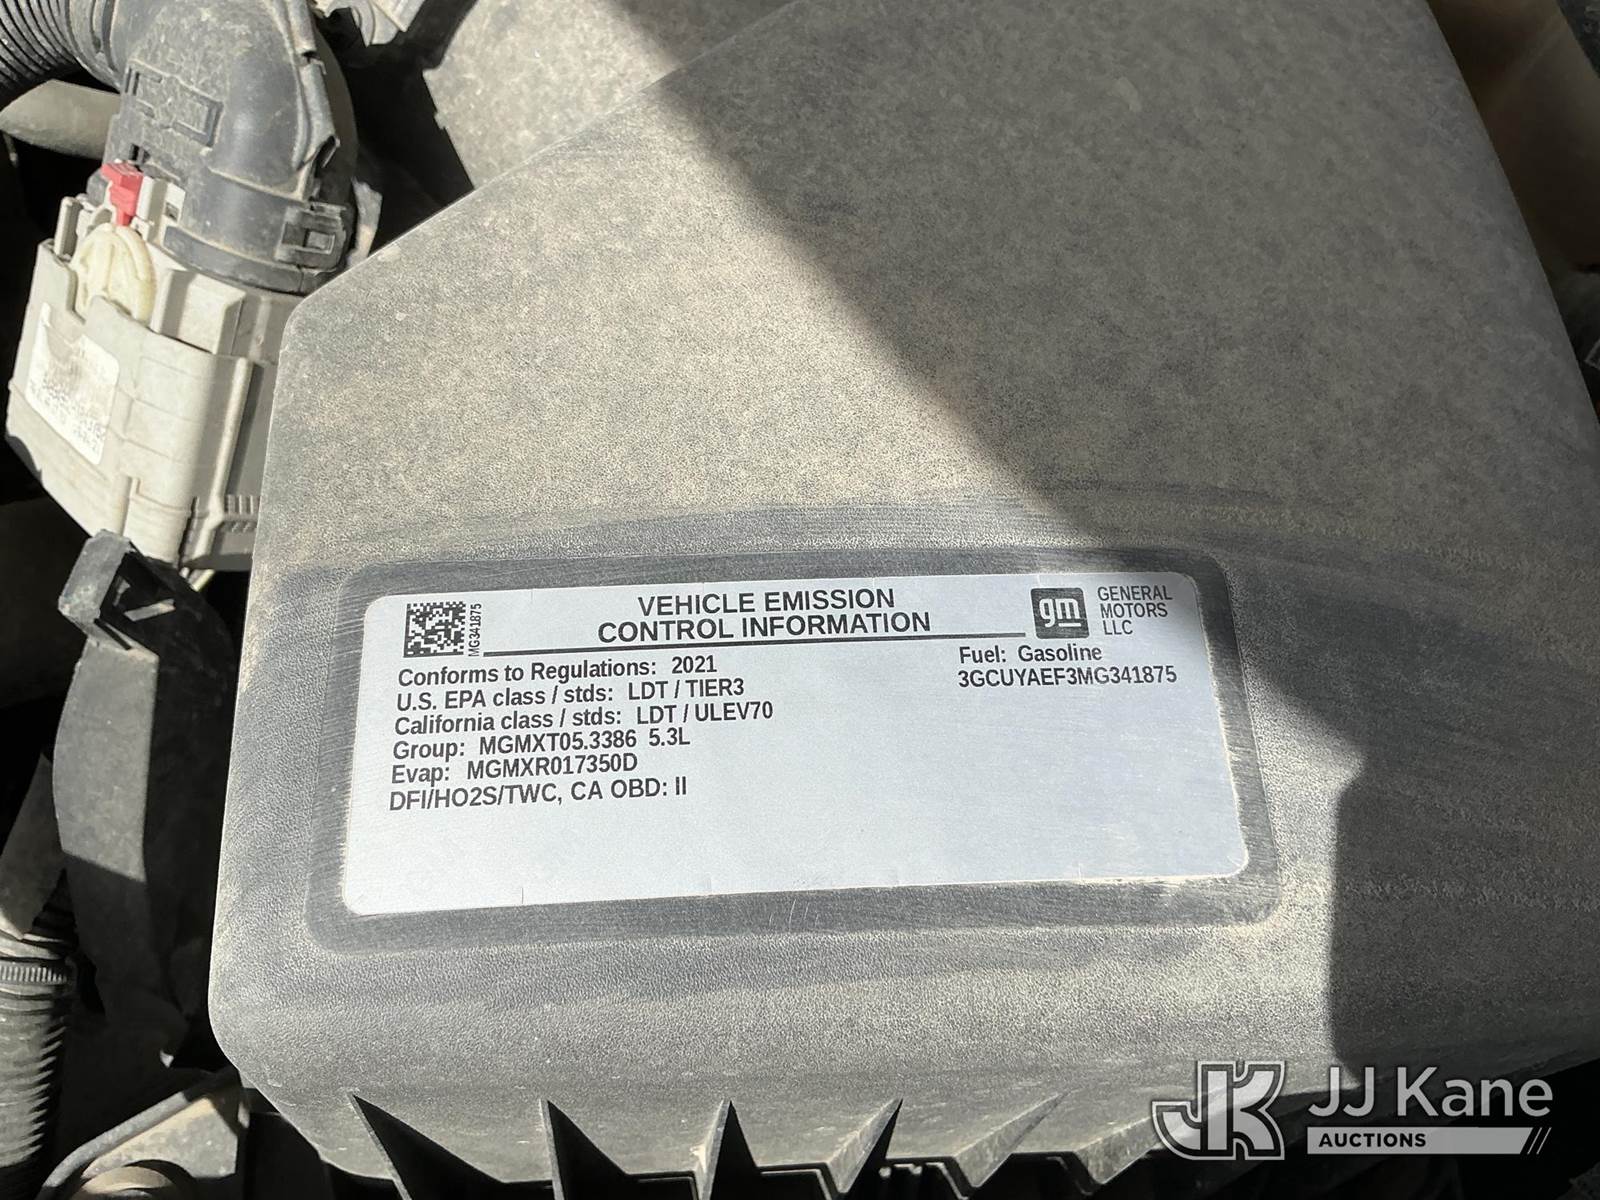 MG341875
VEHICLE EMISSION
CONTROL INFORMATION
gm
GENERAL
MOTORS
LLC
Conforms to Regulations: 2021
U.S. EPA class / stds: LDT / TIER3
California class / stds: LDT / ULEV70
Group: MGMXT05.3386 5.3L
Evap: MGMXR017350D
DFI/HO2S/TWC, CA OBD: II
Fuel: Gasoline
3GCUYAEF3MG341875
JK JJ Kane
AUCTIONS